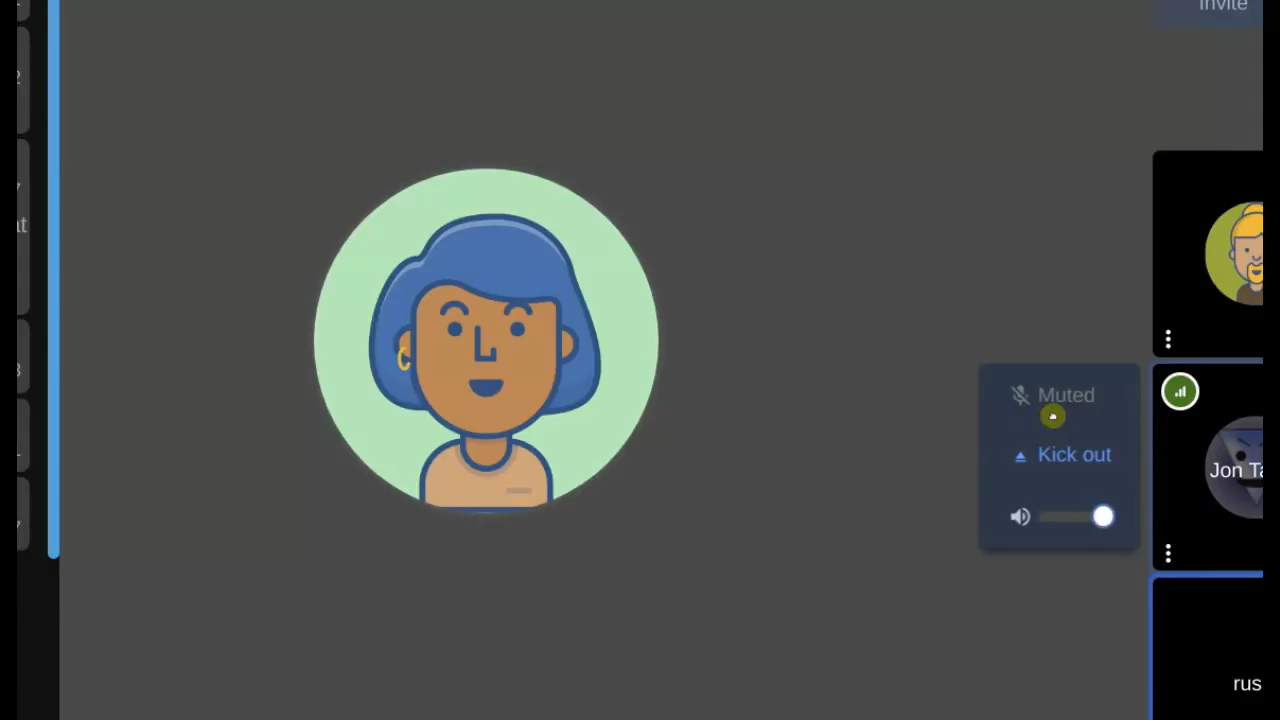 Invite
Muted
Kick out
Jon Ta
rus